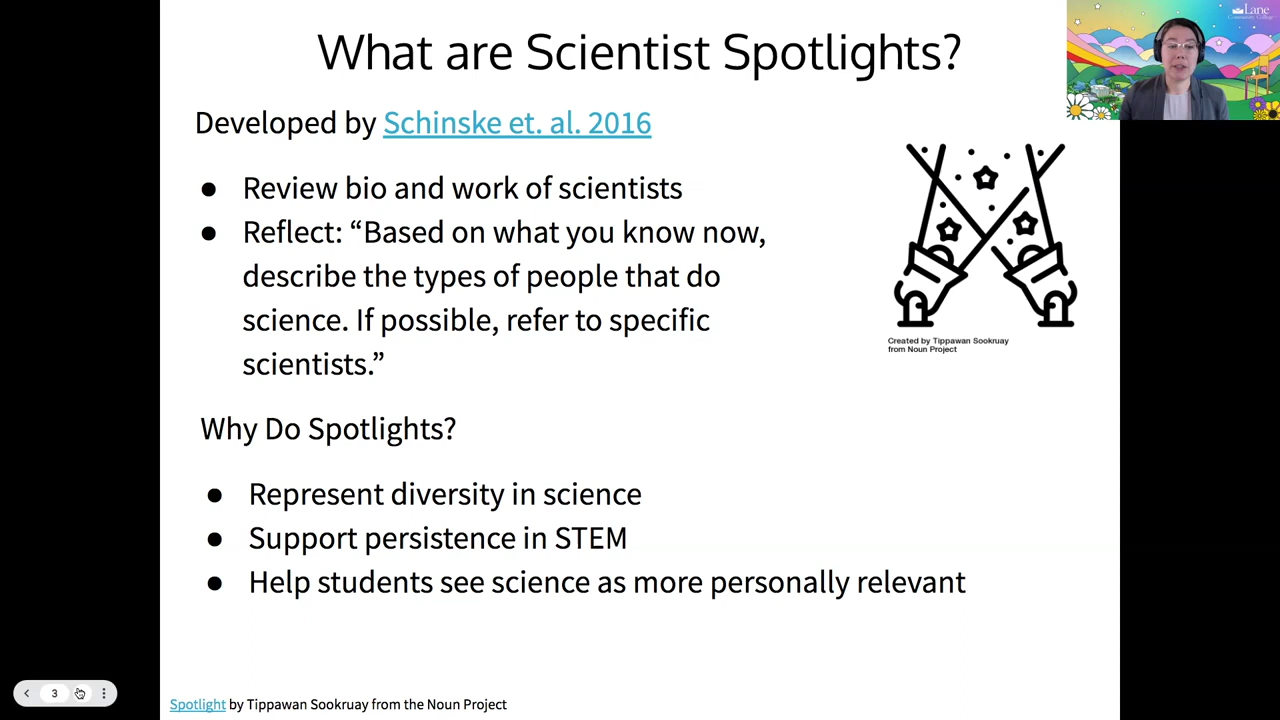 What are Scientist Spotlights?
Lane
Community College
Developed by Schinske et. al. 2016
● Review bio and work of scientists
● Reflect: “Based on what you know now,
describe the types of people that do
science. If possible, refer to specific
scientists.”
Created by Tippawan Sookruay
from Noun Project
Why Do Spotlights?
● Represent diversity in science
● Support persistence in STEM
● Help students see science as more personally relevant
3
Spotlight by Tippawan Sookruay from the Noun Project